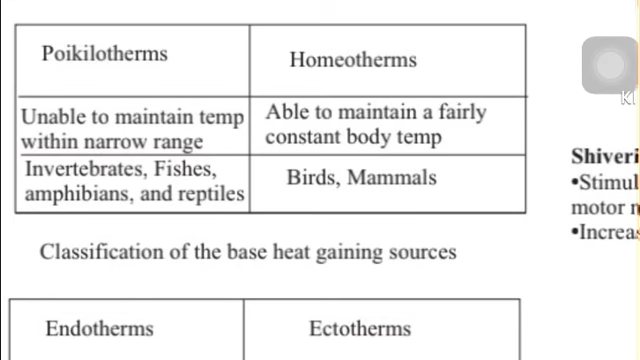 Poikilotherms
Homeotherms
Unable to maintain temp
within narrow range
Able to maintain a fairly
constant body temp
Invertebrates, Fishes,
amphibians, and reptiles
Birds, Mammals
Classification of the base heat gaining sources
Endotherms
Ectotherms
Shiveri
•Stimul
motor n
•Increas
Kl